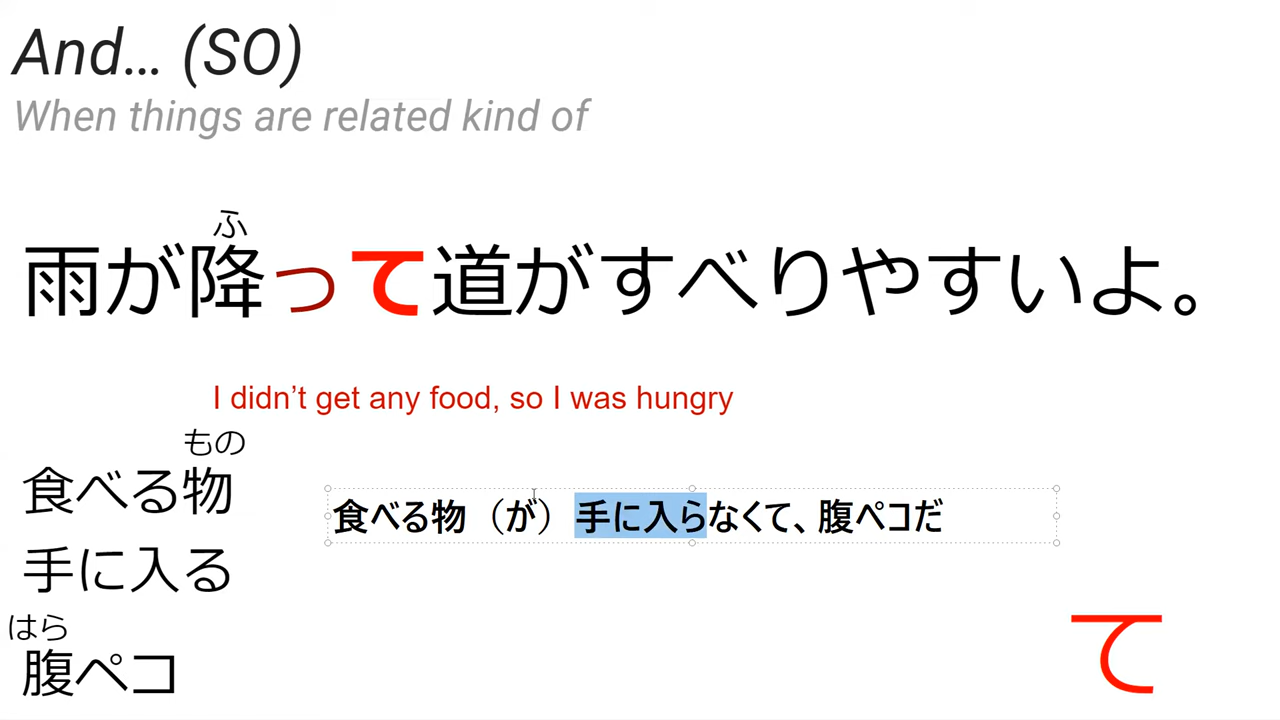 And... (SO)
When things are related kind of
ふ
雨が降って道がすべりやすいよ。
I didn't get any food, so I was hungry
もの
食べる物
食べる物（が）手に入らなくて、腹ペコだ
手に入る
はら
腹ペコ
て